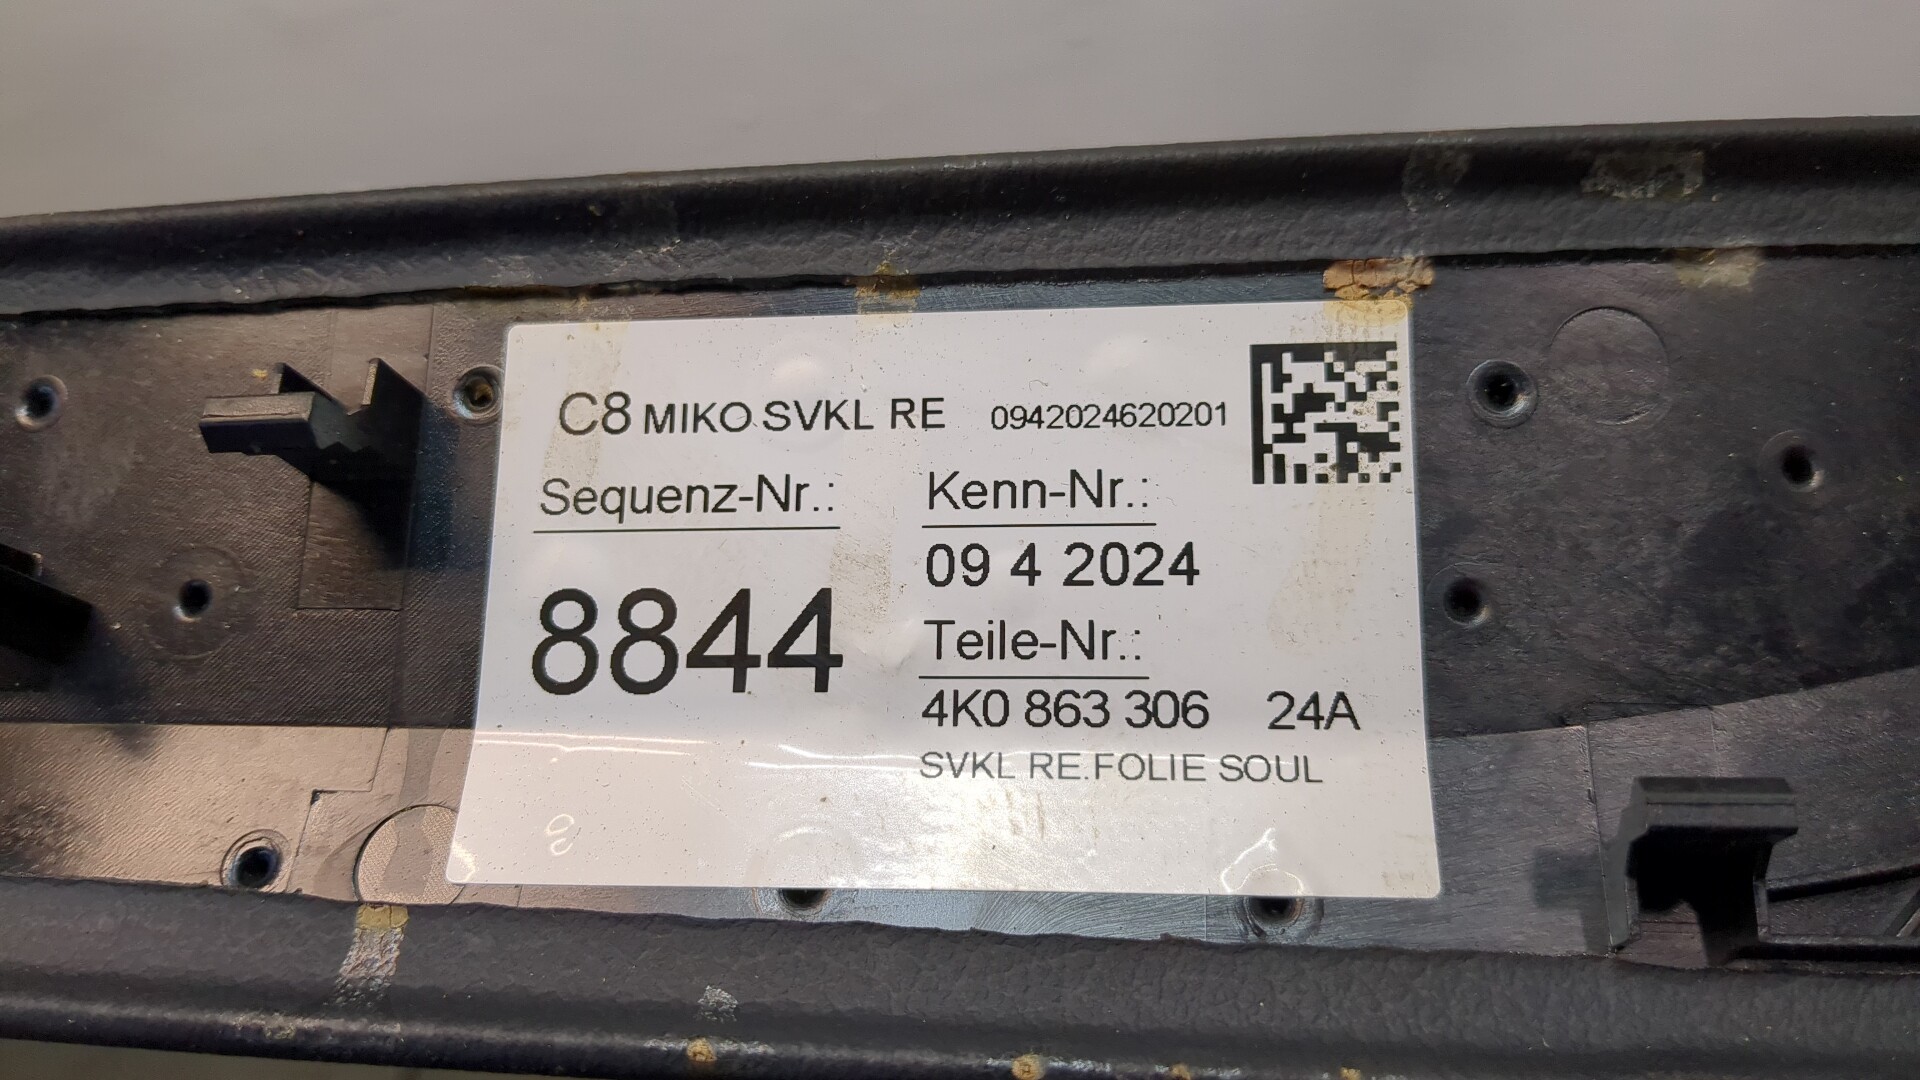 C8 MIKO SVKL RE 0942024620201
Sequenz-Nr.: Kenn-Nr.:
09 4 2024
8844
Teile-Nr.:
4K0 863 306 24A
SVKL RE.FOLIE SOUL